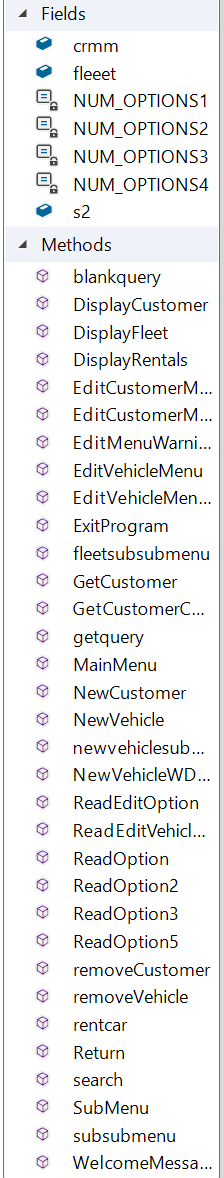 Fields
crmm
fleeet
NUM_OPTIONS1
NUM_OPTIONS2
NUM_OPTIONS3
NUM_OPTIONS4
s2
Methods
blankquery
DisplayCustomer
DisplayFleet
DisplayRentals
EditCustomerM...
EditCustomerM...
EditMenuWarni...
EditVehicleMenu
EditVehicleMen...
ExitProgram
fleetsubsubmenu
GetCustomer
GetCustomerC...
getquery
MainMenu
NewCustomer
NewVehicle
newvehiclesub...
NewVehicleWD...
ReadEditOption
ReadEditVehicl...
ReadOption
ReadOption2
ReadOption3
ReadOption5
removeCustomer
removeVehicle
rentcar
Return
search
SubMenu
subsubmenu
WelcomeMessa...